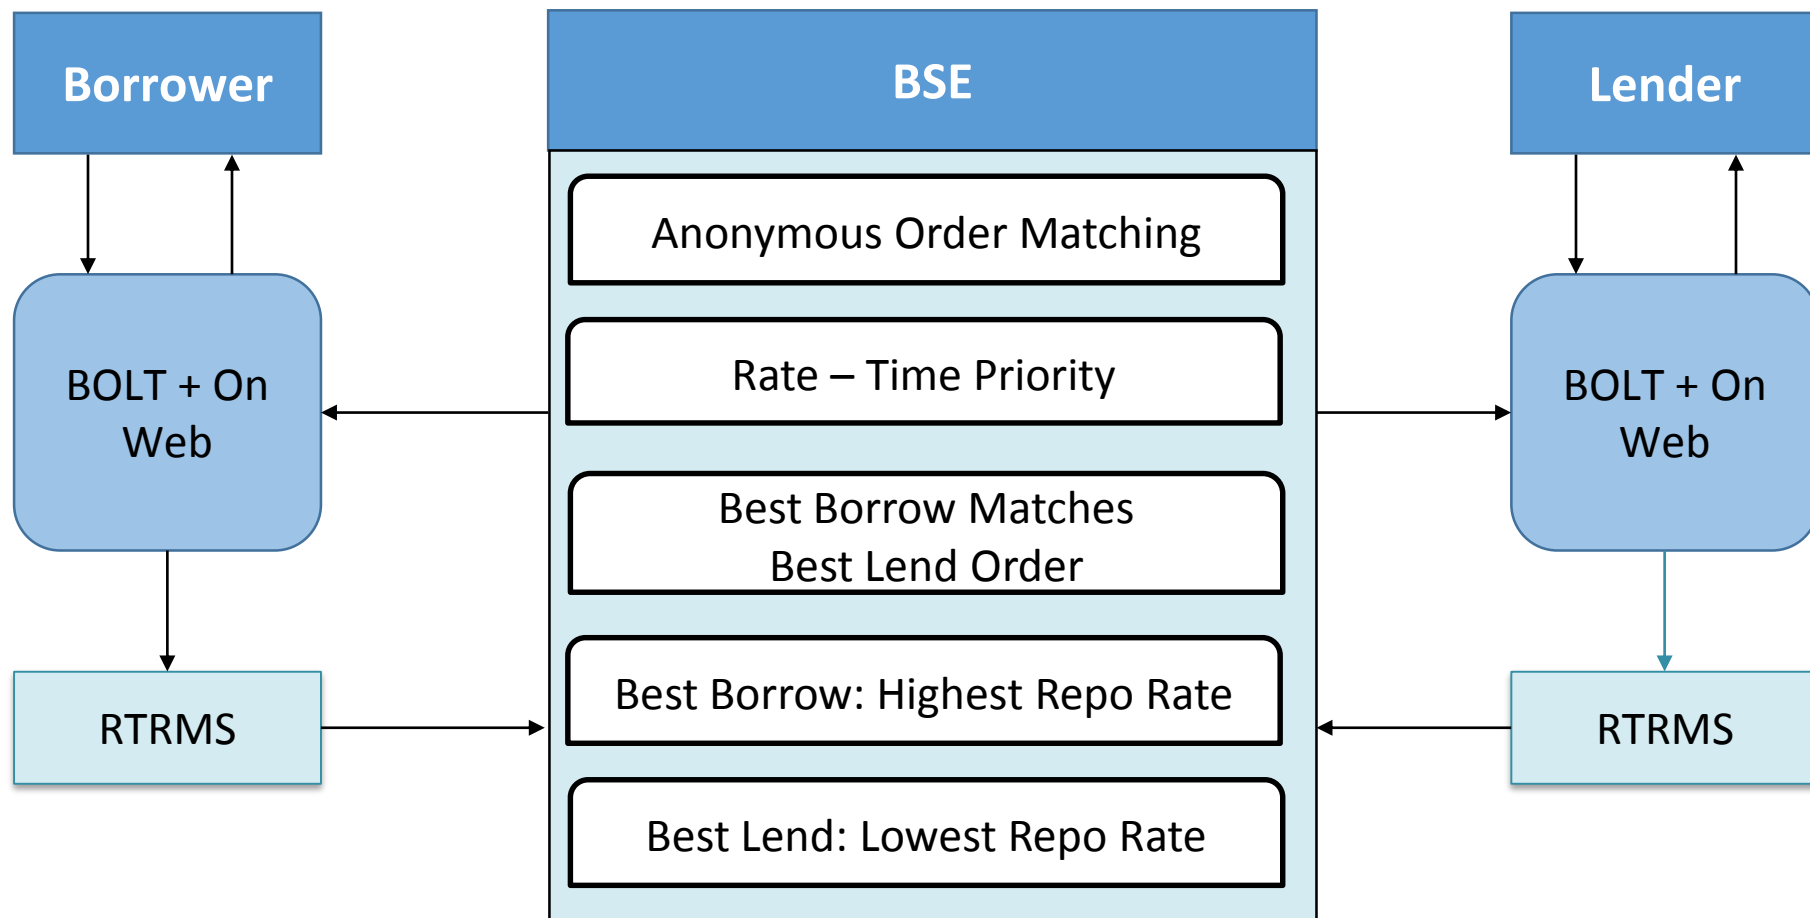 Borrower
BSE
Lender
Anonymous Order Matching
Rate – Time Priority
BOLT + On
Web
BOLT + On
Web
Best Borrow Matches
Best Lend Order
Best Borrow: Highest Repo Rate
RTRMS
RTRMS
Best Lend: Lowest Repo Rate